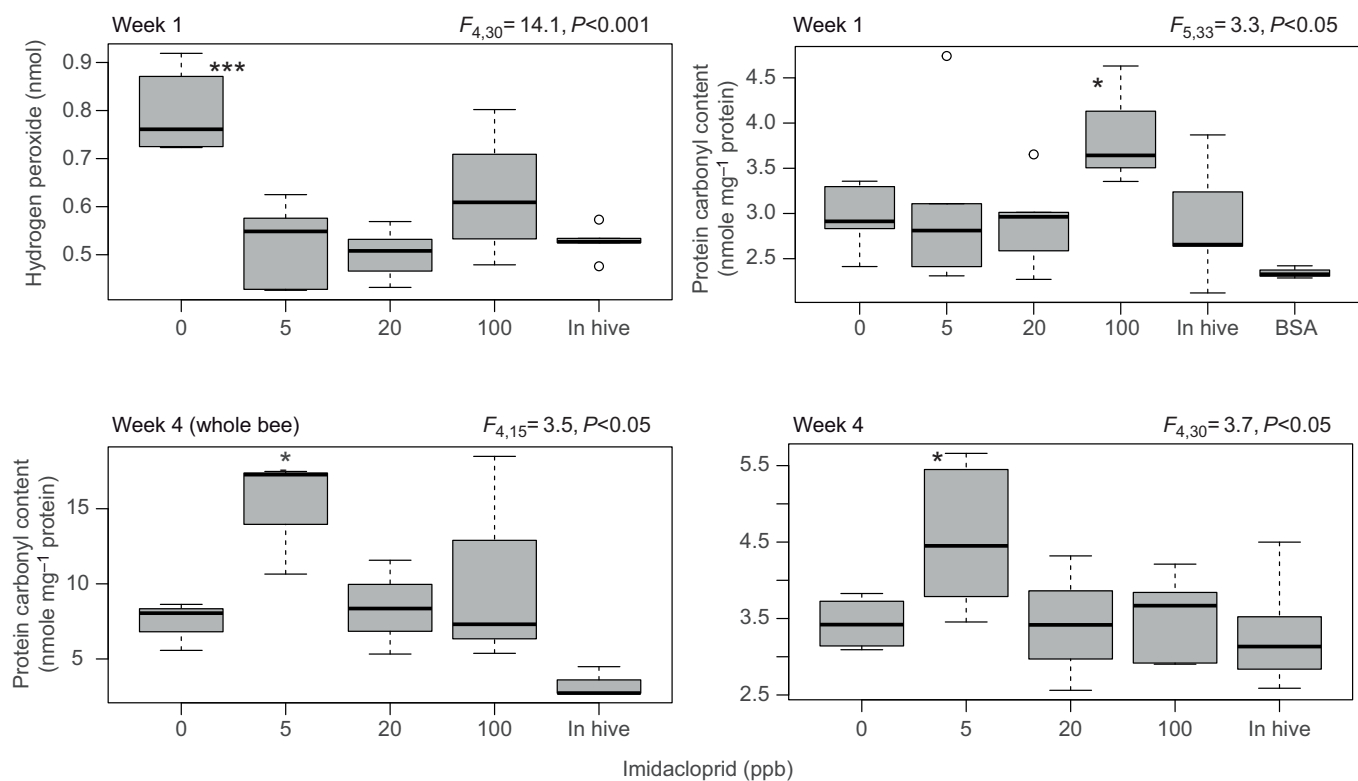 Week 1
F4,30= 14.1, P<0.001
Hydrogen peroxide (nmol)
0.9
0.8
0.7
0.6
0.5
***
0
5
20
100
In hive
Week 1
F5,33= 3.3, P<0.05
Protein carbonyl content
(nmole mg–1 protein)
4.5
4.0
3.5
3.0
2.5
*
0
5
20
100
In hive
BSA
Week 4 (whole bee)
F4,15= 3.5, P<0.05
Protein carbonyl content
(nmole mg–1 protein)
15
10
5
*
0
5
20
100
In hive
Week 4
F4,30= 3.7, P<0.05
5.5
4.5
3.5
2.5
*
0
5
20
100
In hive
Imidacloprid (ppb)